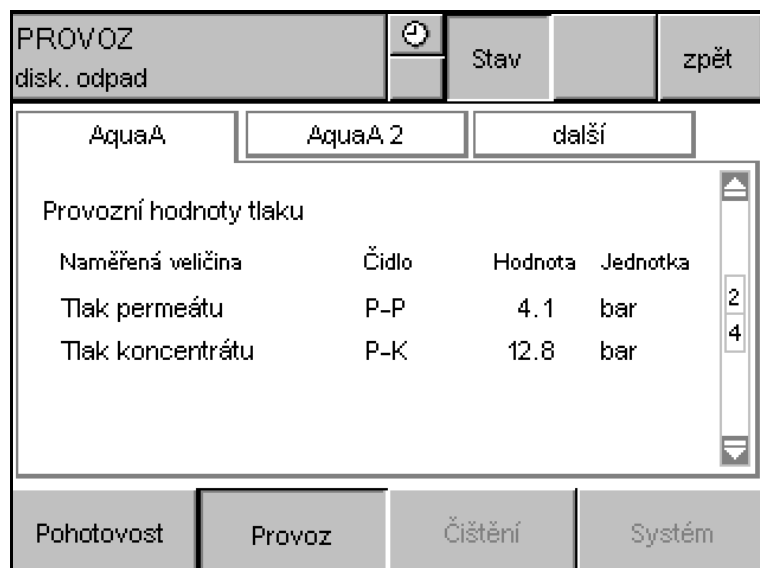 PROVOZ
disk. odpad
Stav
zpět
AquaA
AquaA 2
další
Provozní hodnoty tlaku
Naměřená veličina Čidlo Hodnota Jednotka
Tlak permeátu P-P 4.1 bar
Tlak koncentrátu P-K 12.8 bar
2
4
Pohotovost
Provoz
Čištění
Systém